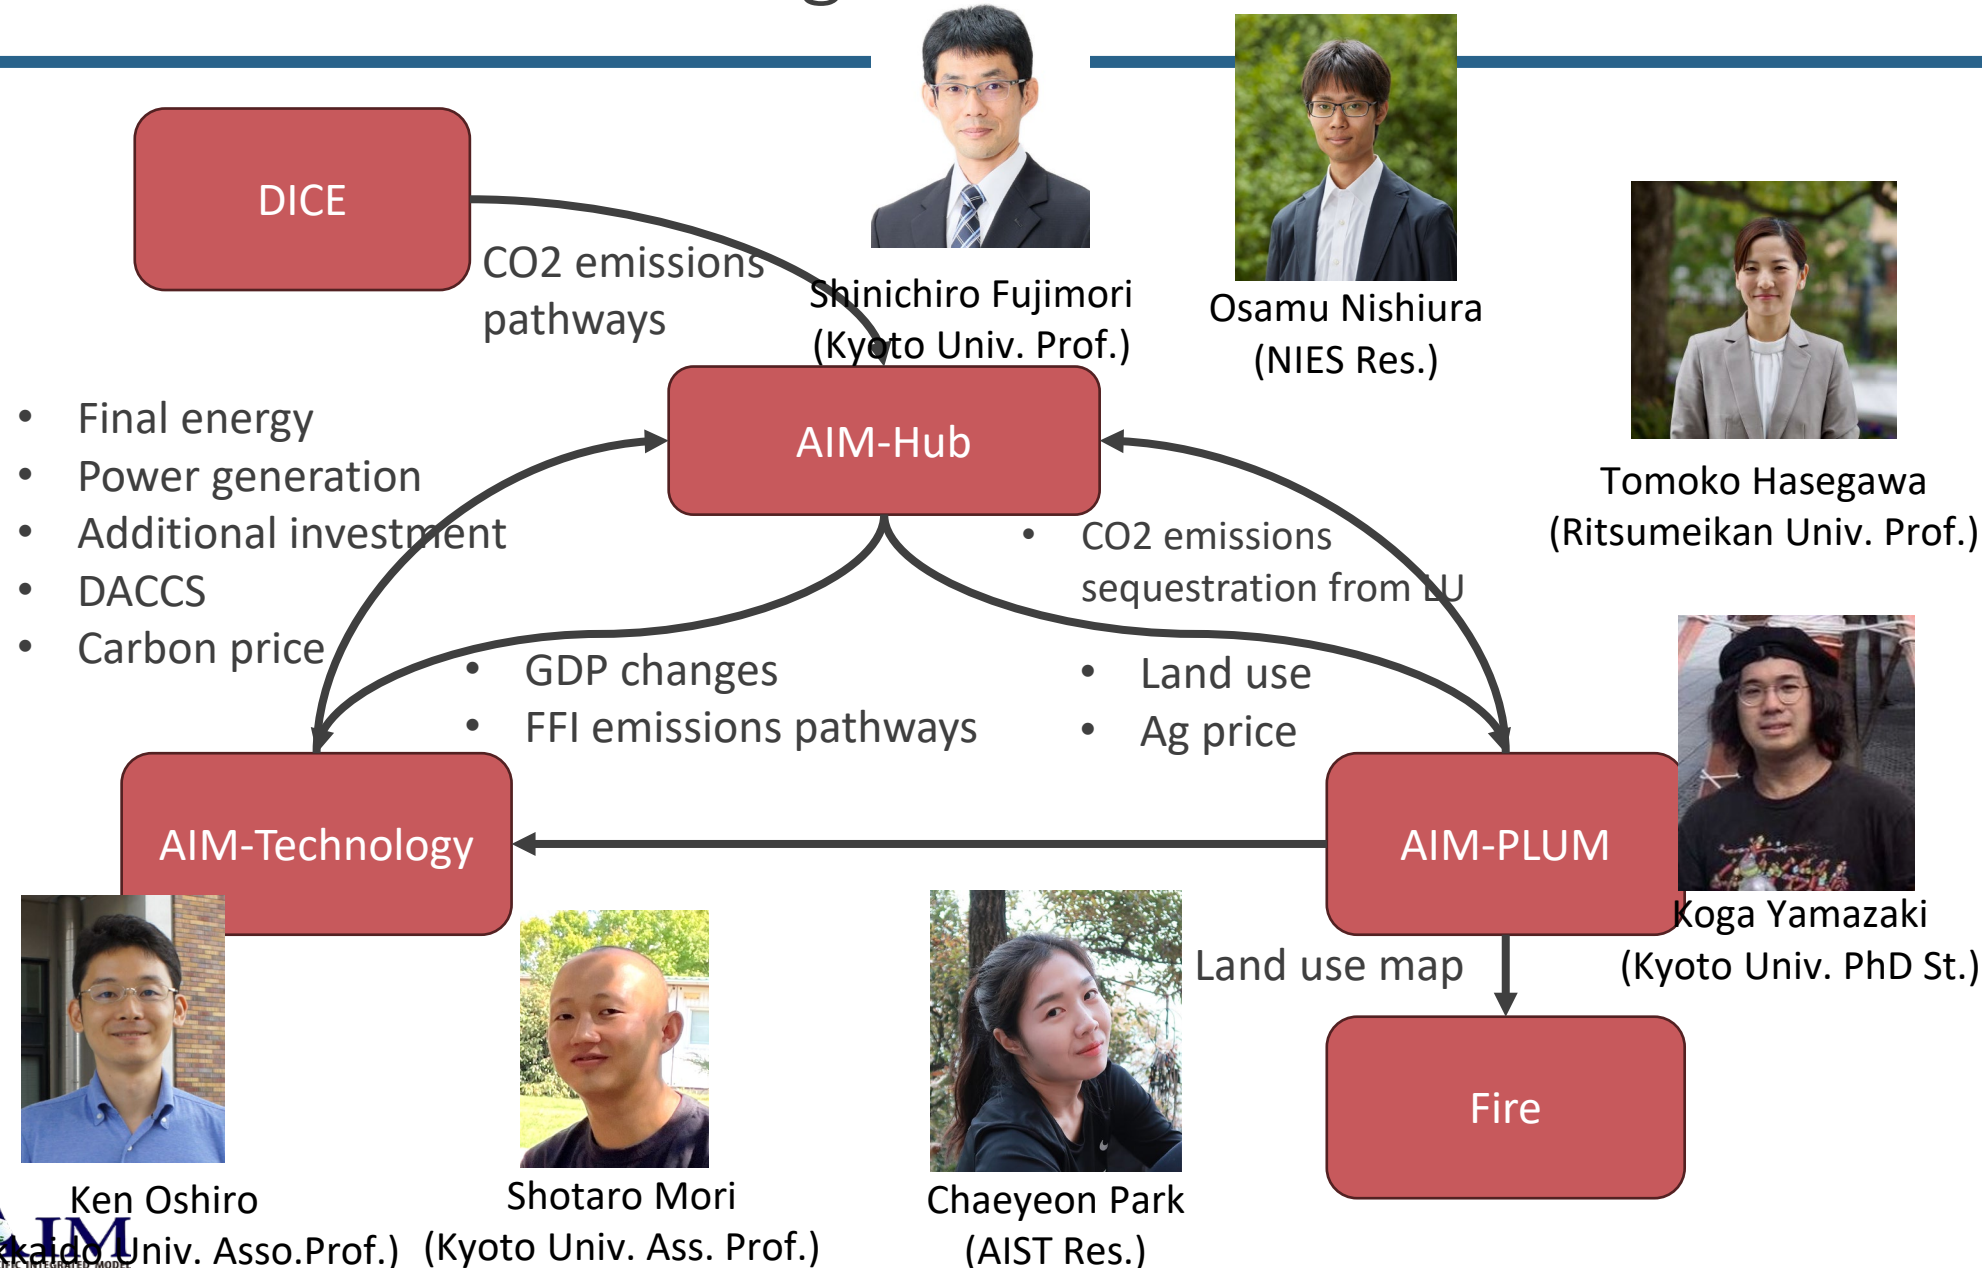 DICE
CO2 emissions
pathways
Shinichiro Fujimori
(Kyoto Univ. Prof.)
Osamu Nishiura
(NIES Res.)
Tomoko Hasegawa
(Ritsumeikan Univ. Prof.)
• Final energy
• Power generation
• Additional investment
• DACCS
• Carbon price
AIM-Hub
• CO2 emissions
sequestration from LU
• GDP changes
• FFI emissions pathways
• Land use
• Ag price
AIM-Technology
AIM-PLUM
Koga Yamazaki
(Kyoto Univ. PhD St.)
Land use map
Fire
Ken Oshiro
Univ. Asso.Prof.)
Shotaro Mori
(Kyoto Univ. Ass. Prof.)
Chaeyeon Park
(AIST Res.)
AIM
INTEGRATED MODEL